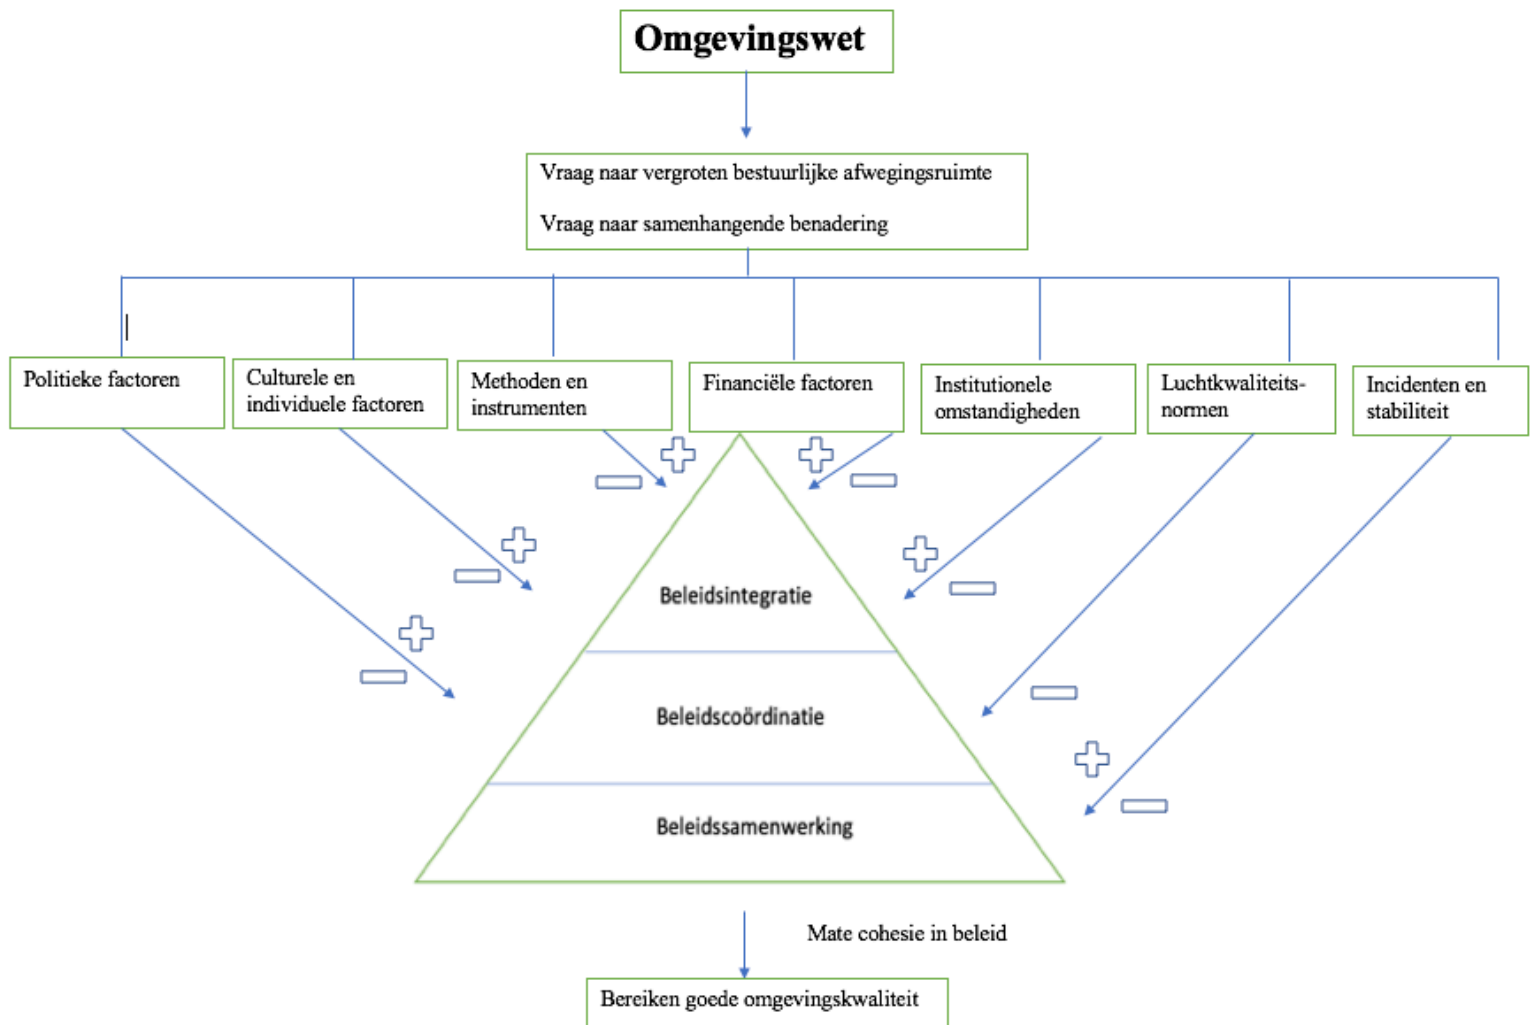 Omgevingswet
Vraag naar vergroten bestuurlijke afwegingsruimte
Vraag naar samenhangende benadering
Politieke factoren
Culturele en
individuele factoren
Methoden en
instrumenten
Financiële factoren
Institutionele
omstandigheden
Luchtkwaliteits-
normen
Incidenten en
stabiliteit
Beleidsintegratie
Beleidscoördinatie
Beleidssamenwerking
Mate cohesie in beleid
Bereiken goede omgevingskwaliteit